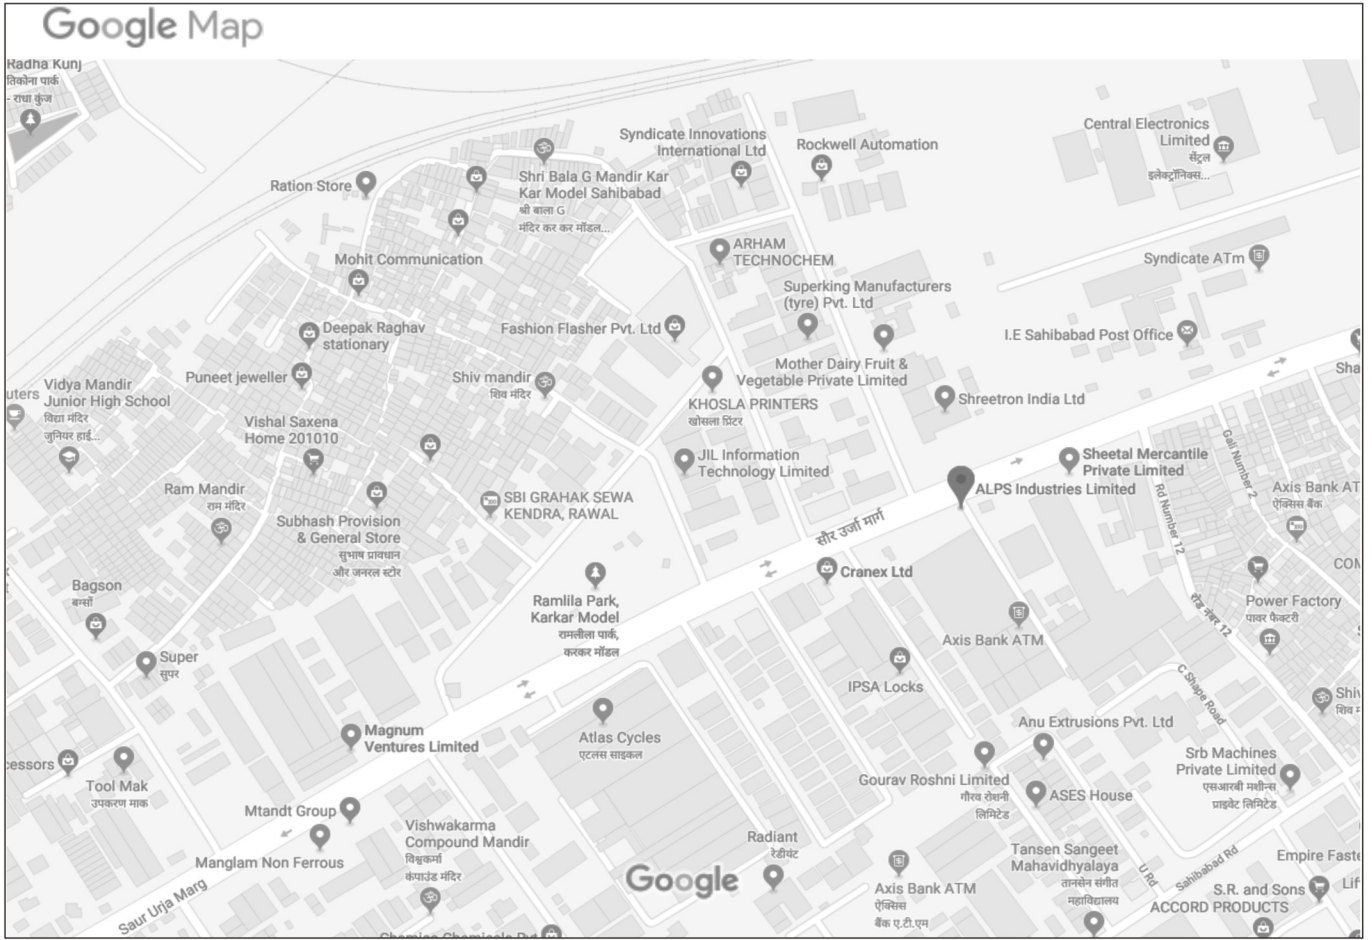 Google Map
Radha Kunj
तिकोना पार्क
- राधा कुंज
Syndicate Innovations
International Ltd
Rockwell Automation
Central Electronics
Limited
सेंट्रल
इलेक्ट्रॉनिक्स...
Ration Store
Shri Bala G Mandir Kar
Kar Model Sahibabad
श्री बाला G
मंदिर कर कर मॉडल...
ARHAM
TECHNOCHEM
Mohit Communication
Syndicate ATm
Superking Manufacturers
(tyre) Pvt. Ltd
Deepak Raghav
stationary
Fashion Flasher Pvt. Ltd
I.E Sahibabad Post Office
Mother Dairy Fruit &
Vegetable Private Limited
Sha
Puneet jeweller
Shiv mandir
शिव मंदिर
uters
Vidya Mandir
Junior High School
विद्या मंदिर
जुनियर हाई...
KHOSLA PRINTERS
खोसला प्रिंटर
Shreetron India Ltd
Vishal Saxena
Home 201010
JIL Information
Technology Limited
Sheetal Mercantile
Private Limited
Gali Number 2
ALPS Industries Limited
Axis Bank AT
ऐक्सिस बैंक
Ram Mandir
राम मंदिर
SBI GRAHAK SEWA
KENDRA, RAWAL
Rd Number 12
Subhash Provision
& General Store
सुभाष प्रावधान
और जनरल स्टोर
सौर उर्जा मार्ग
Cranex Ltd
COM
Bagson
बग्सों
Ramlila Park,
Karkar Model
रामलीला पार्क,
करकर मॉडल
Power Factory
पावर फैक्टरी
रोड नंबर 12
Axis Bank ATM
Super
सुपर
IPSA Locks
C Shape Road
Shiv
शिव म
Magnum
Ventures Limited
Atlas Cycles
एटलस साइकल
Anu Extrusions Pvt. Ltd
cessors
Tool Mak
उपकरण माक
Gourav Roshni Limited
गौरव रोशनी
लिमिटेड
ASES House
Srb Machines
Private Limited
एसआरबी मशीन्स
प्राइवेट लिमिटेड
Mtandt Group
Manglam Non Ferrous
Vishwakarma
Compound Mandir
विश्वकर्मा
कंपाउंड मंदिर
Radiant
रेडीयंट
Tansen Sangeet
Mahavidhyalaya
तानसेन संगीत
महाविद्यालय
U Rd
Sahibabad Rd
Empire Faste
Google
Axis Bank ATM
ऐक्सिस
बैंक ए.टी.एम
S.R. and Sons
Lif
ACCORD PRODUCTS
Saur Urja Marg